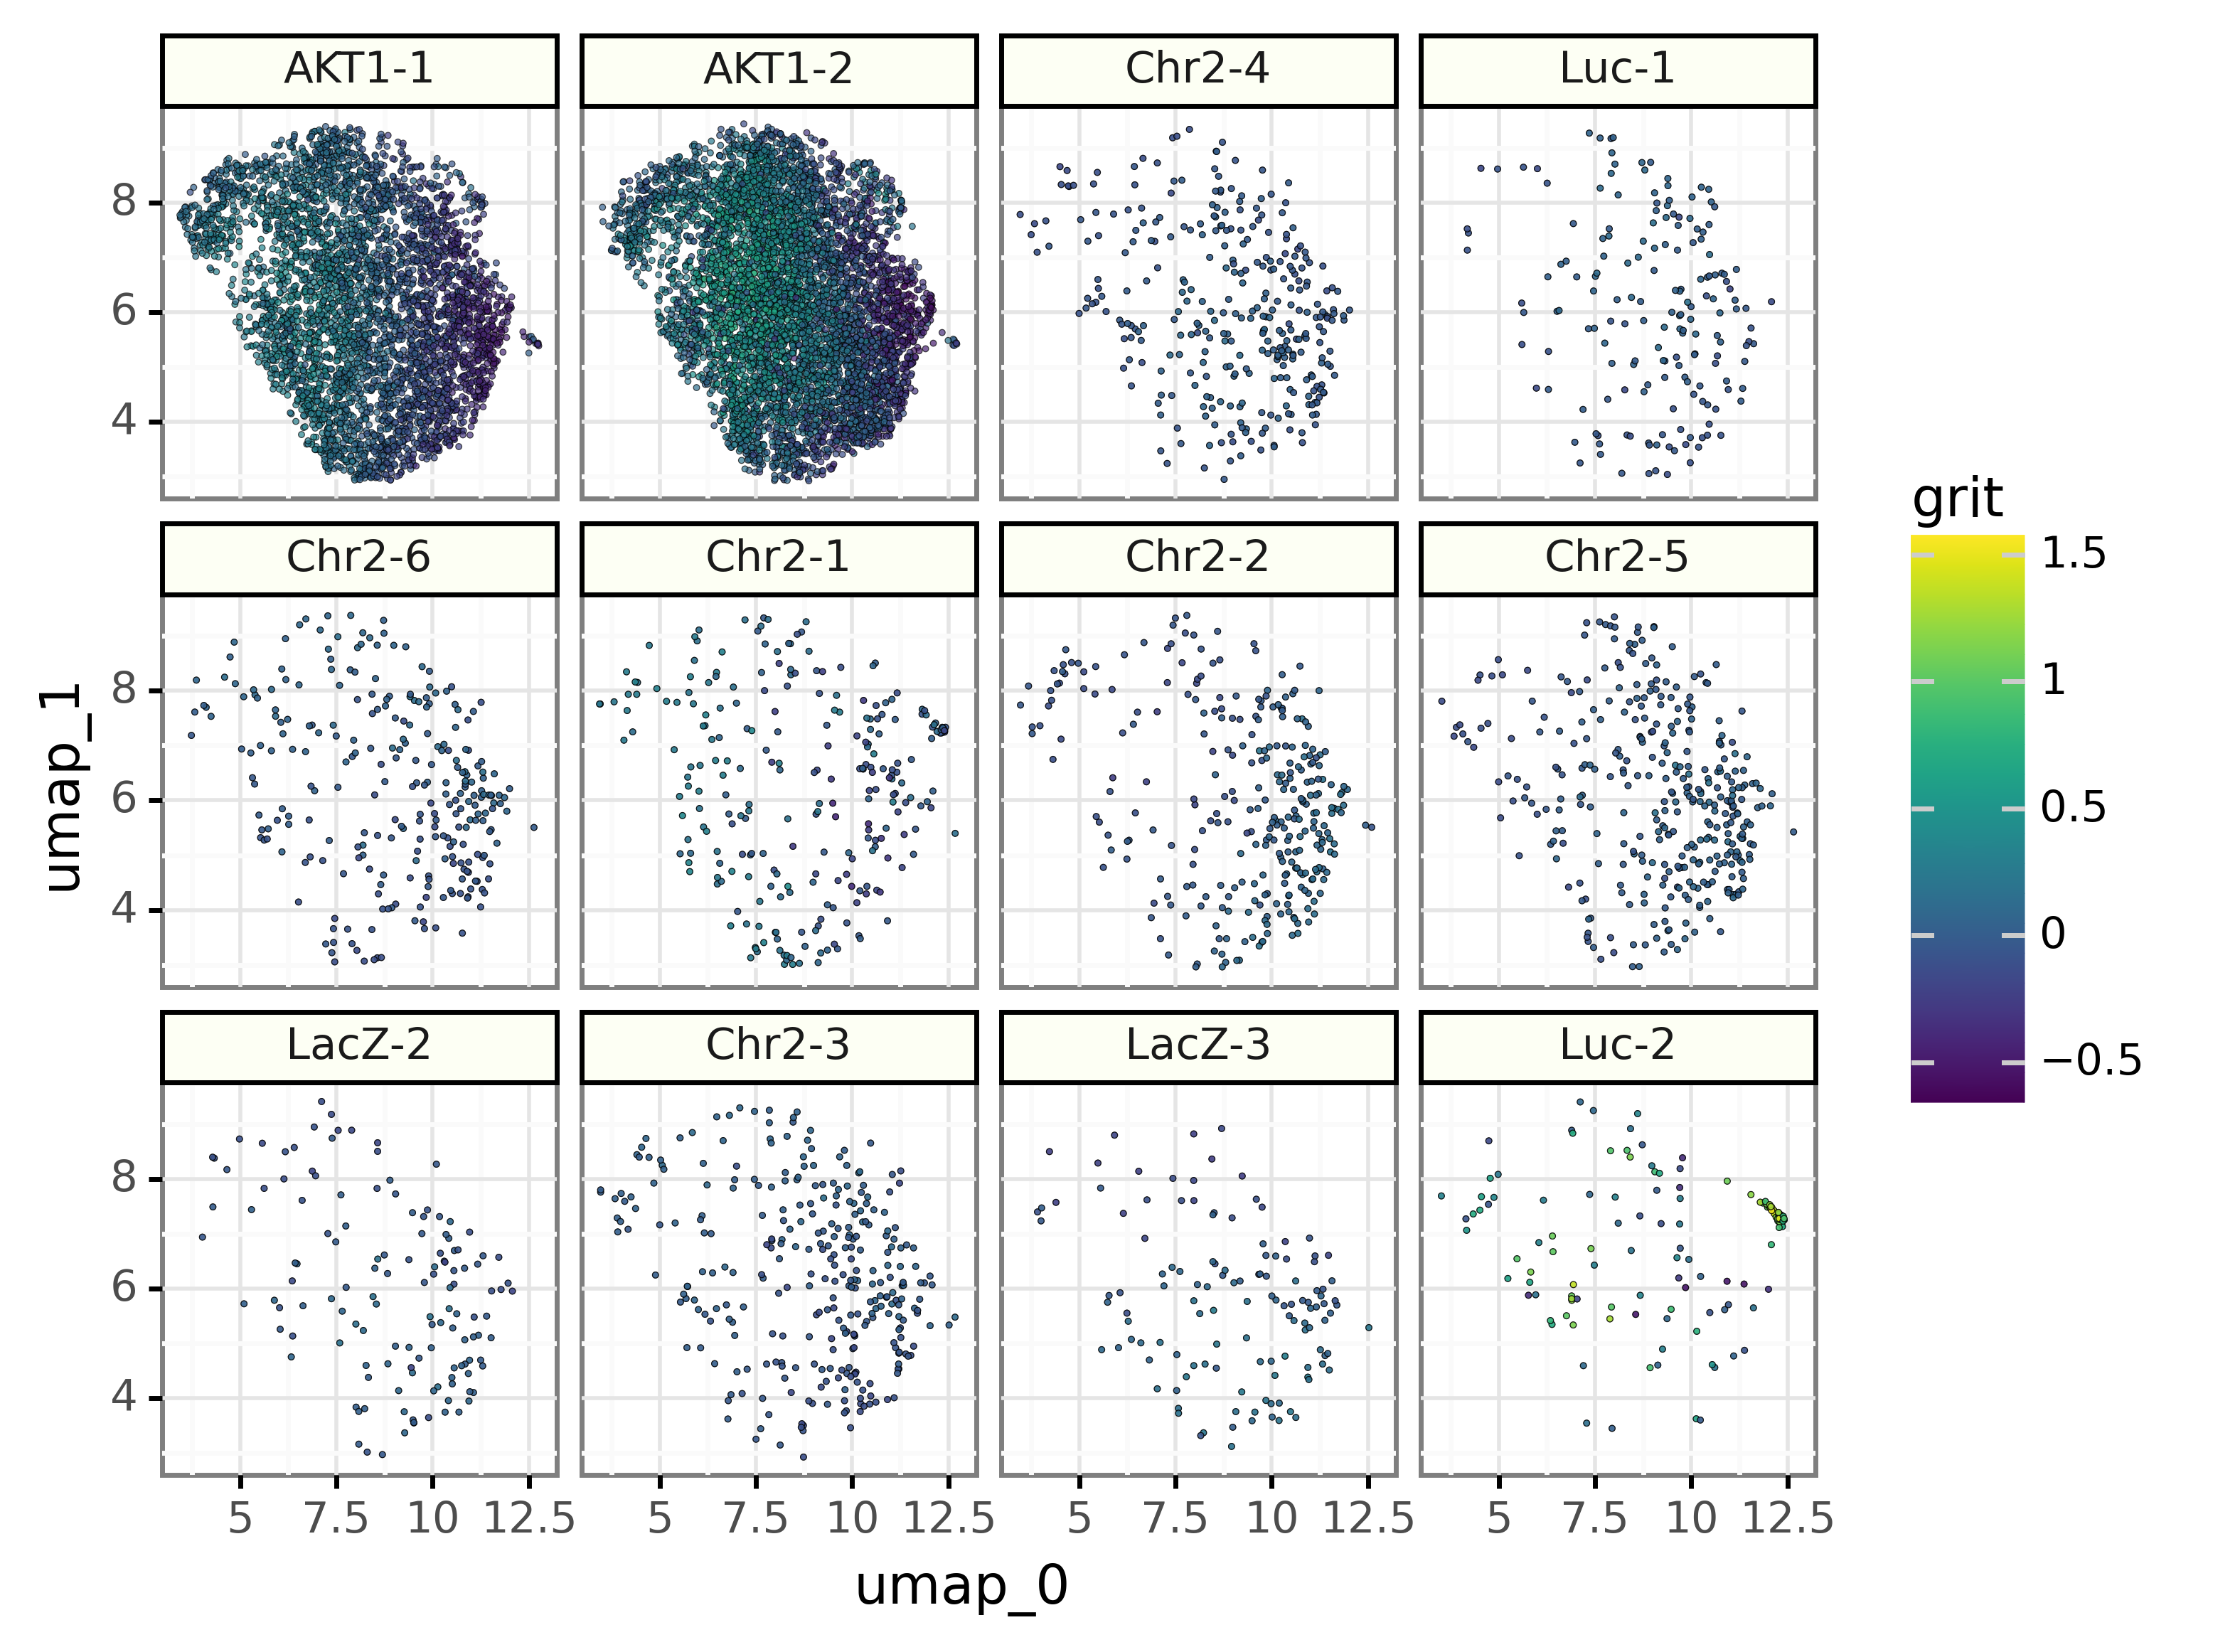 AKT1-1 AKT1-2 Chr2-4 Luc-1
8
6
4
Chr2-6 Chr2-1 Chr2-2 Chr2-5
8
6
4
LacZ-2 Chr2-3 LacZ-3 Luc-2
8
6
4
5 7.5 10 12.5 5 7.5 10 12.5 5 7.5 10 12.5 5 7.5 10 12.5
umap_0
umap_1
grit
1.5
1
0.5
0
−0.5